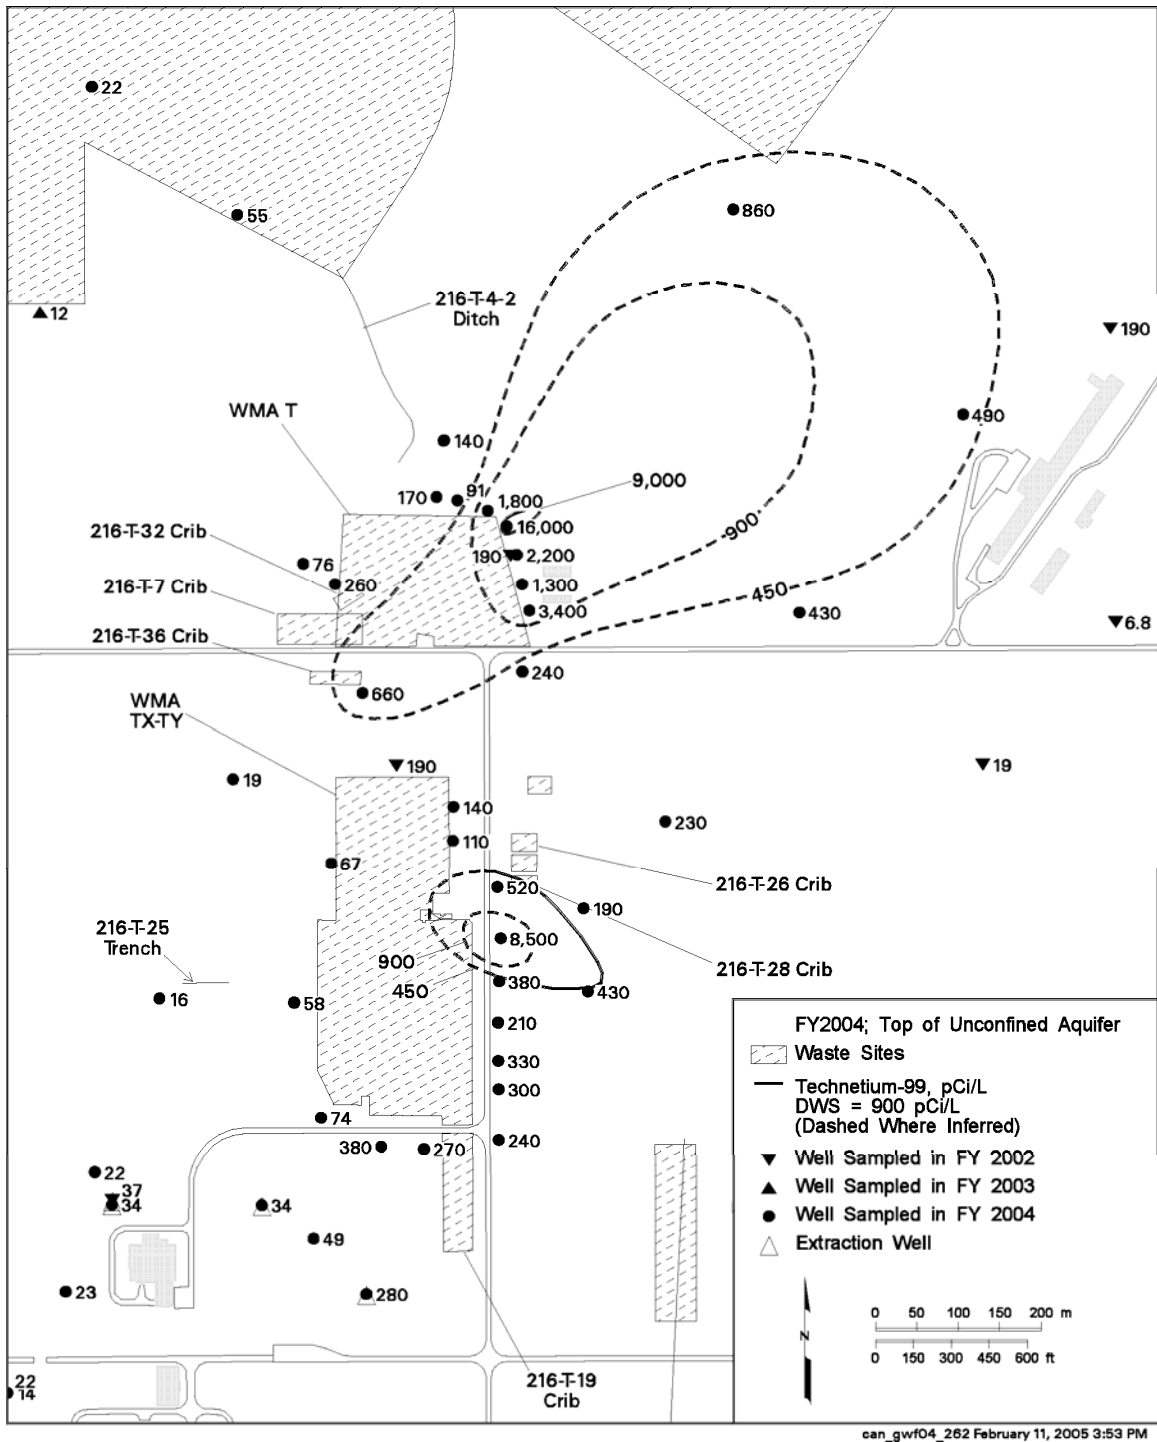 22
55
860
12
216-T-4-2
Ditch
190
WMA T
140
490
170
91
1,800
9,000
16,000
900
216-T-32 Crib
190
2,200
76
260
1,300
216-T-7 Crib
450
3,400
430
6.8
216-T-36 Crib
240
660
WMA
TX-TY
190
19
19
140
230
110
67
520
216-T-26 Crib
190
216-T-25
Trench
8,500
900
216-T-28 Crib
380
450
430
16
58
210
330
300
74
240
380
270
22
37
34
34
49
23
280
216-T-19
Crib
22
14
FY2004; Top of Unconfined Aquifer
Waste Sites
Technetium-99, pCi/L
DWS = 900 pCi/L
(Dashed Where Inferred)
Well Sampled in FY 2002
Well Sampled in FY 2003
Well Sampled in FY 2004
Extraction Well
N
0 50 100 150 200 m
0 150 300 450 600 ft
can_gwf04_262 February 11, 2005 3:53 PM